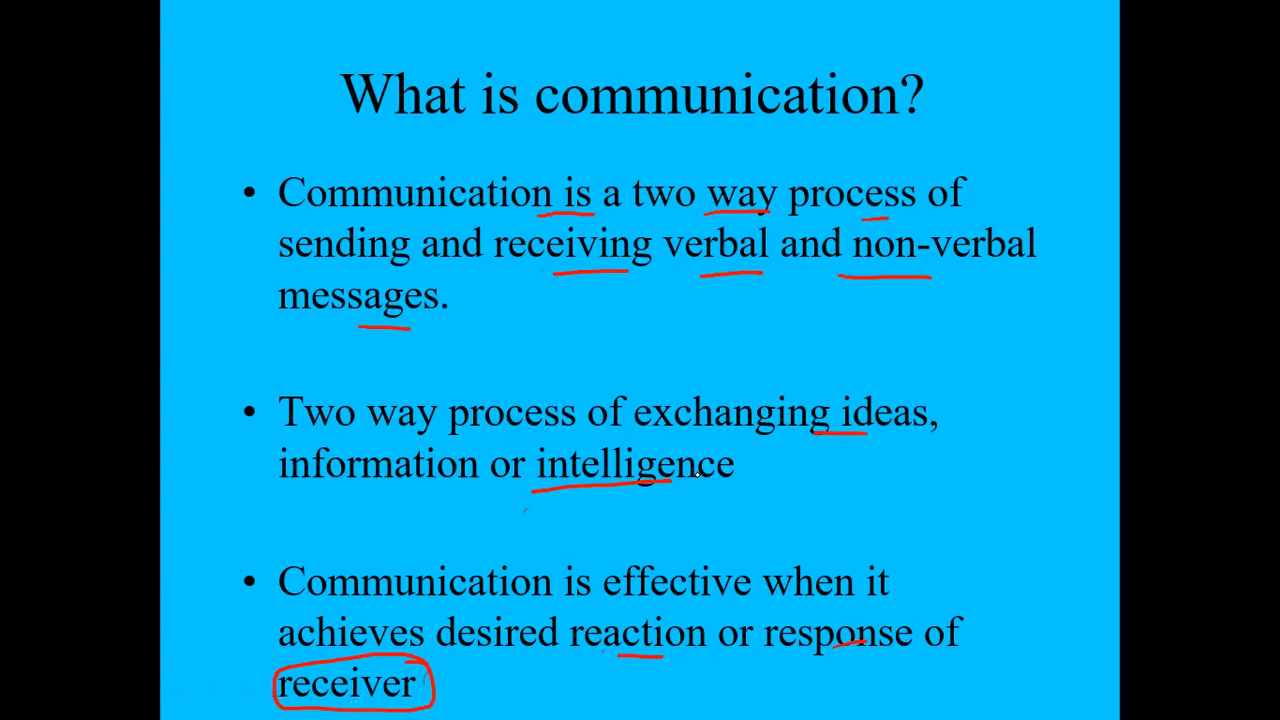 What is communication?
• Communication is a two way process of
sending and receiving verbal and non-verbal
messages.
• Two way process of exchanging ideas,
information or intelligence
• Communication is effective when it
achieves desired reaction or response of
receiver